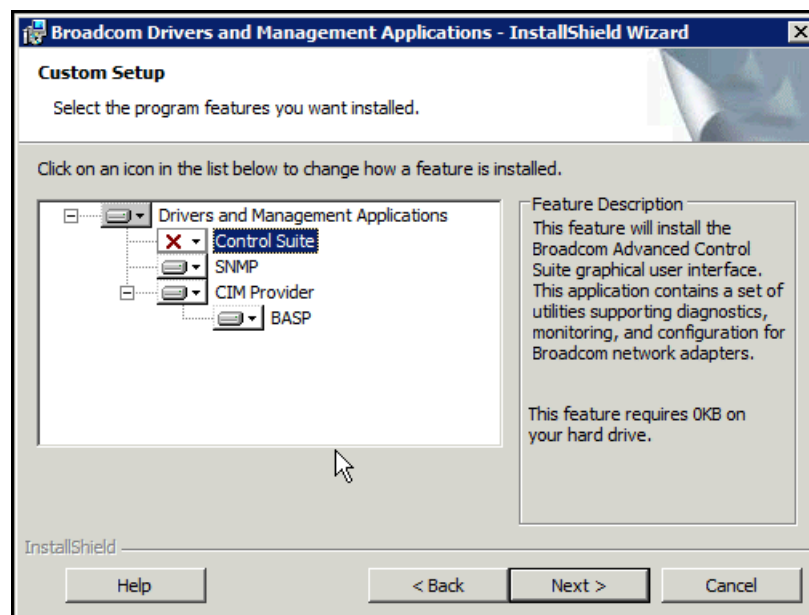 Broadcom Drivers and Management Applications - InstallShield Wizard
Custom Setup
Select the program features you want installed.
Click on an icon in the list below to change how a feature is installed.
Drivers and Management Applications
Control Suite
SNMP
CIM Provider
BASP
Feature Description
This feature will install the
Broadcom Advanced Control
Suite graphical user interface.
This application contains a set of
utilities supporting diagnostics,
monitoring, and configuration for
Broadcom network adapters.
This feature requires 0KB on
your hard drive.
InstallShield
Help
< Back
Next >
Cancel